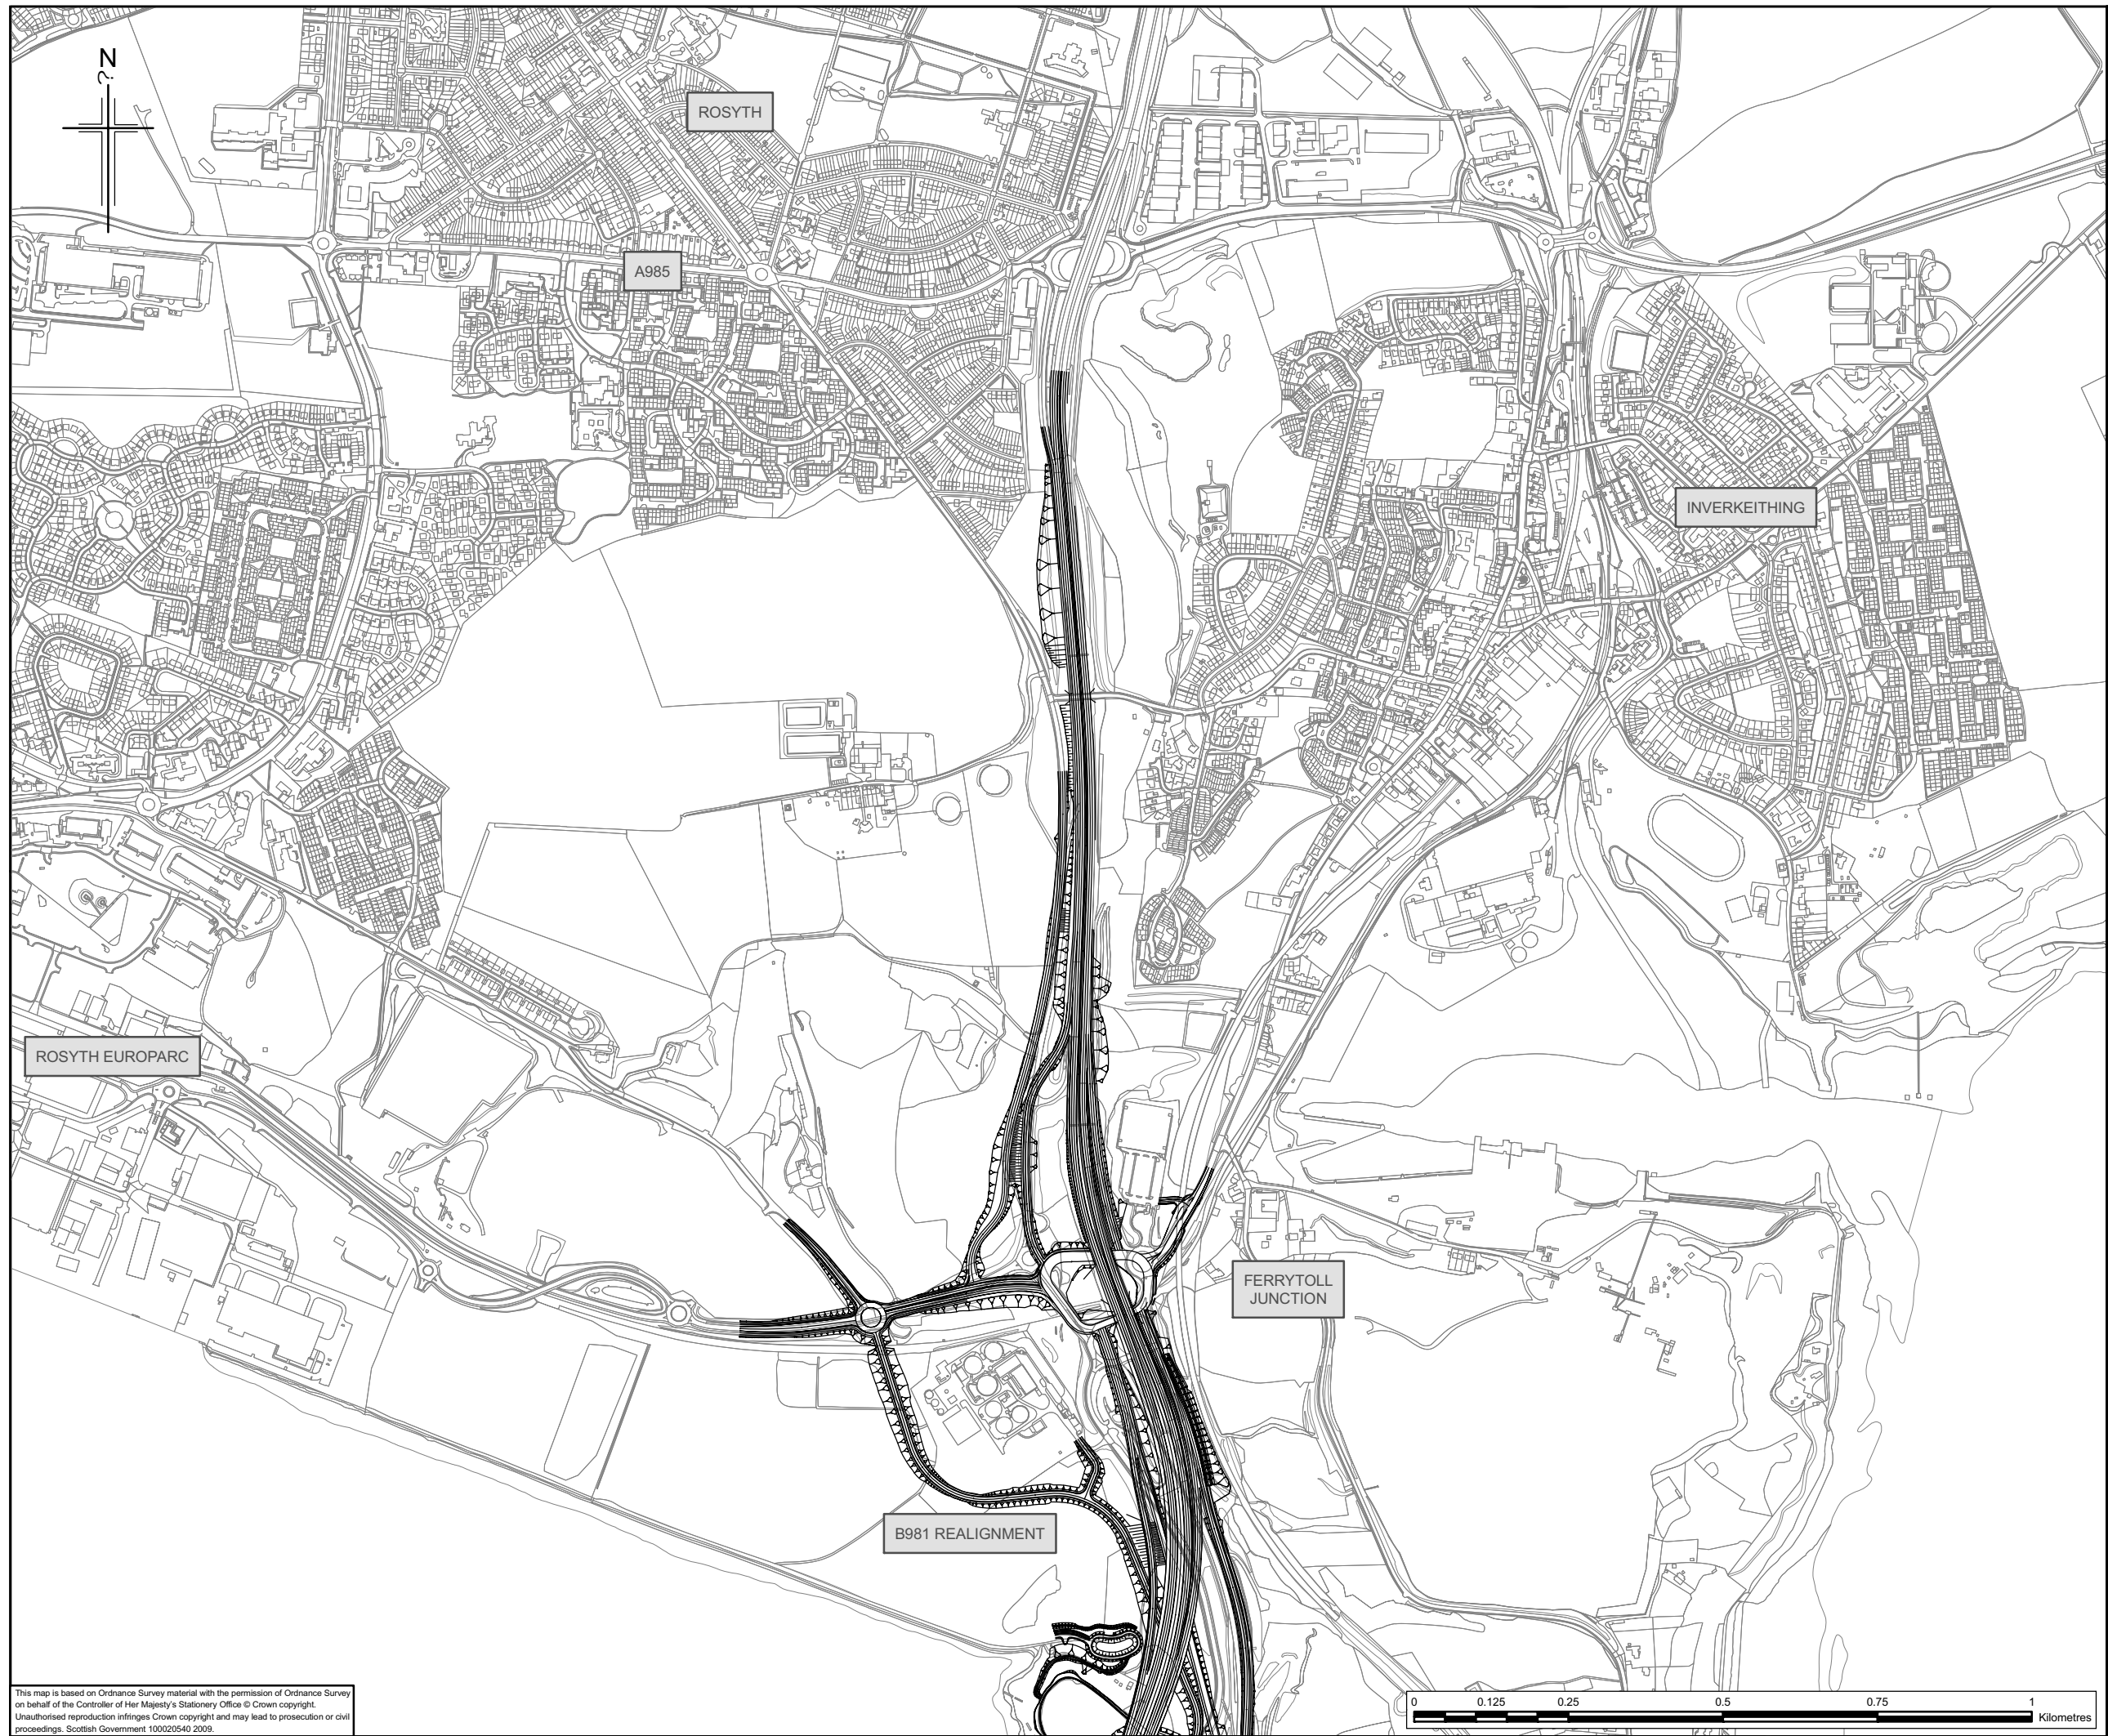 N
ROSYTH
A985
INVERKEITHING
ROSYTH EUROPARC
FERRYTOLL
JUNCTION
B981 REALIGNMENT
This map is based on Ordnance Survey material with the permission of Ordnance Survey
on behalf of the Controller of Her Majesty's Stationery Office © Crown copyright.
Unauthorised reproduction infringes Crown copyright and may lead to prosecution or civil
proceedings. Scottish Government 100020540 2009.
0 0.125 0.25 0.5 0.75 1
Kilometres